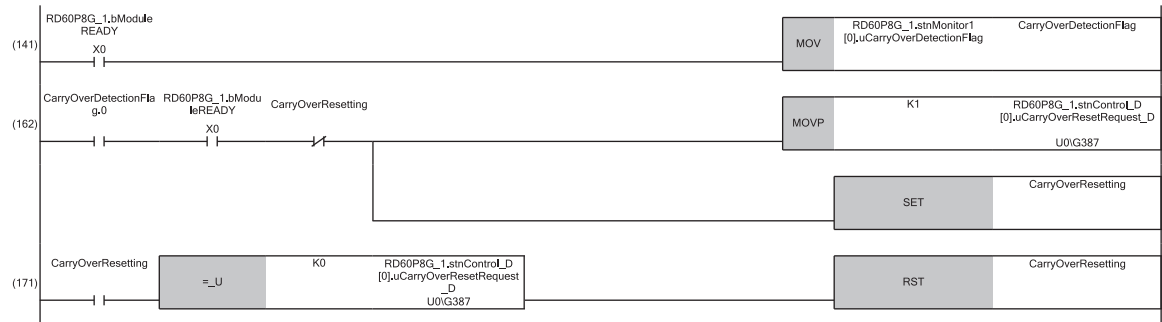 RD60P8G_1.bModule
READY
RD60P8G_1.stnMonitor1
[0].uCarryOverDetectionFlag
CarryOverDetectionFlag
(141)
X0
MOV
CarryOverDetectionFla
g.0
RD60P8G_1.bModu
leREADY
CarryOverResetting
K1
RD60P8G_1.stnControl_D
[0].uCarryOverResetRequest_D
(162)
X0
MOVP
U0\G387
CarryOverResetting
SET
CarryOverResetting
K0
RD60P8G_1.stnControl_D
[0].uCarryOverResetRequest
_D
CarryOverResetting
(171)
=_U
U0\G387
RST